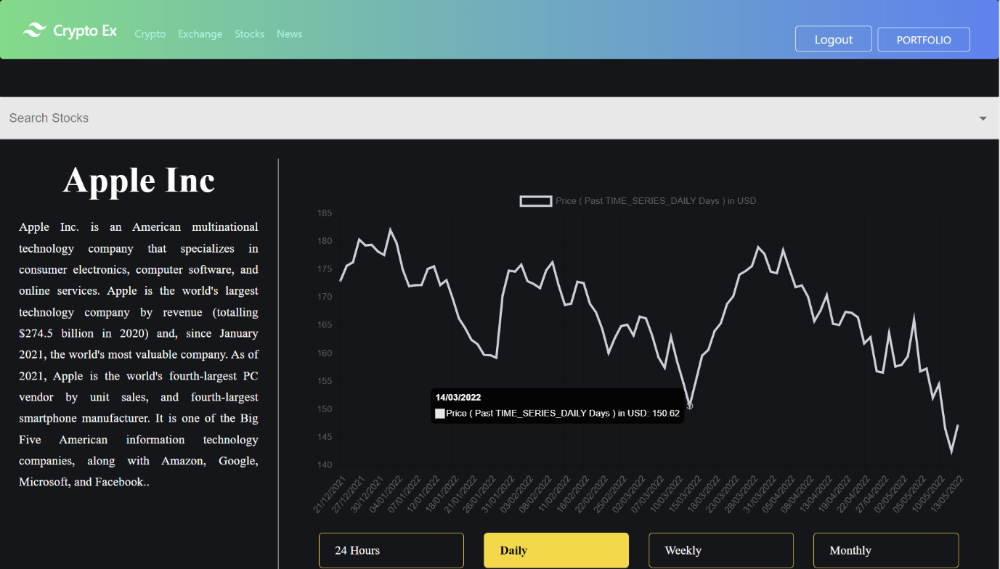 Crypto Ex Crypto Exchange Stocks News Logout PORTFOLIO
Search Stocks
Apple Inc
Apple Inc. is an American multinational
technology company that specializes in
consumer electronics, computer software, and
online services. Apple is the world's largest
technology company by revenue (totalling
$274.5 billion in 2020) and, since January
2021, the world's most valuable company. As of
2021, Apple is the world's fourth-largest PC
vendor by unit sales, and fourth-largest
smartphone manufacturer. It is one of the Big
Five American information technology
companies, along with Amazon, Google,
Microsoft, and Facebook..
Price ( Past TIME_SERIES_DAILY Days ) in USD
185
180
175
170
165
160
155
150
145
140
14/03/2022
Price ( Past TIME_SERIES_DAILY Days ) in USD: 150.62
21/12/2021 27/12/2021 30/12/2021 04/01/2022 07/01/2022 12/01/2022 18/01/2022 21/01/2022 26/01/2022 31/01/2022 03/02/2022 08/02/2022 11/02/2022 16/02/2022 22/02/2022 25/02/2022 02/03/2022 07/03/2022 10/03/2022 15/03/2022 18/03/2022 23/03/2022 28/03/2022 31/03/2022 05/04/2022 08/04/2022 13/04/2022 19/04/2022 22/04/2022 27/04/2022 02/05/2022 05/05/2022 10/05/2022 13/05/2022
24 Hours Daily Weekly Monthly